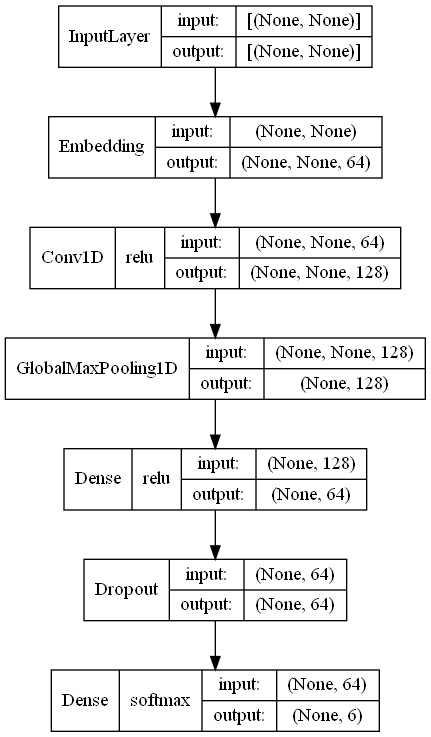 InputLayer input: [(None, None)]
output: [(None, None)]
Embedding input: (None, None)
output: (None, None, 64)
Conv1D relu input: (None, None, 64)
output: (None, None, 128)
GlobalMaxPooling1D input: (None, None, 128)
output: (None, 128)
Dense relu input: (None, 128)
output: (None, 64)
Dropout input: (None, 64)
output: (None, 64)
Dense softmax input: (None, 64)
output: (None, 6)